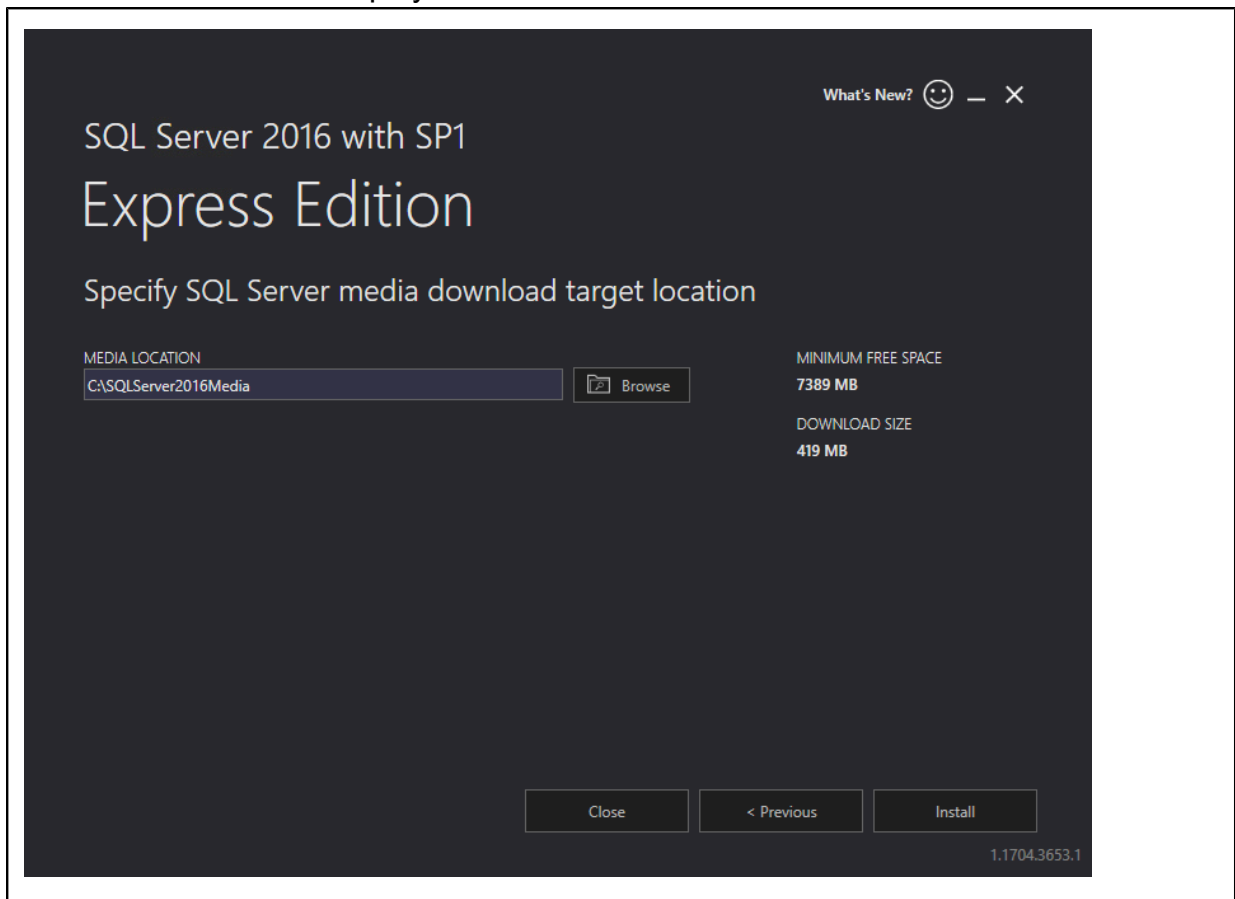 What's New?
SQL Server 2016 with SP1
Express Edition
Specify SQL Server media download target location
MEDIA LOCATION
C:\SQLServer2016Media
Browse
MINIMUM FREE SPACE
7389 MB
DOWNLOAD SIZE
419 MB
Close
< Previous
Install
1.1704.3653.1